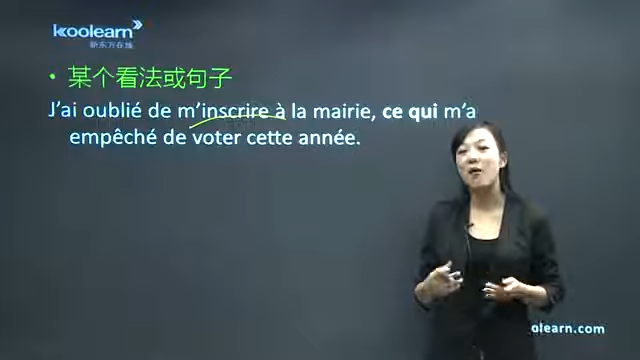 koolearn
新东方在线
• 某个看法或句子
J'ai oublié de m'inscrire à la mairie, ce qui m'a
empêché de voter cette année.
olearn.com